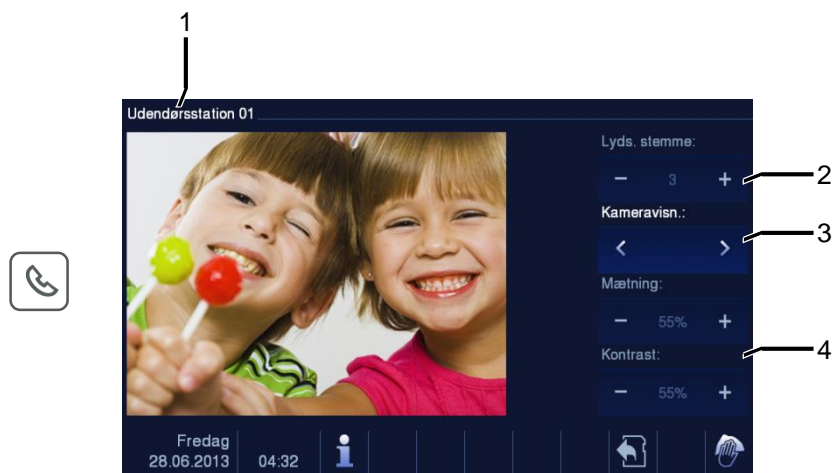 1
Udendørsstation 01
Lyds. stemme:
− 3 +
2
Kameravisn.:
< >
3
Mætning:
− 55% +
Kontrast:
4
− 55% +
Fredag
28.06.2013
04:32
i